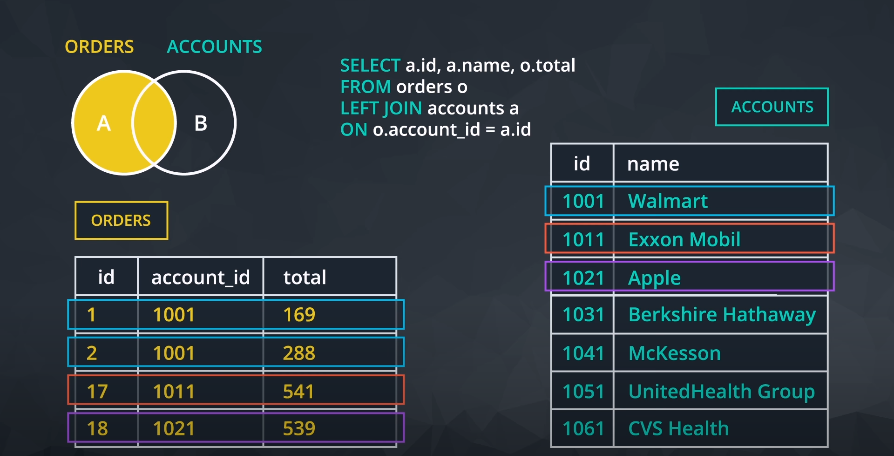 ORDERS ACCOUNTS
A B
SELECT a.id, a.name, o.total
FROM orders o
LEFT JOIN accounts a
ON o.account_id = a.id
ORDERS
id account_id total
1 1001 169
2 1001 288
17 1011 541
18 1021 539
ACCOUNTS
id name
1001 Walmart
1011 Exxon Mobil
1021 Apple
1031 Berkshire Hathaway
1041 McKesson
1051 UnitedHealth Group
1061 CVS Health